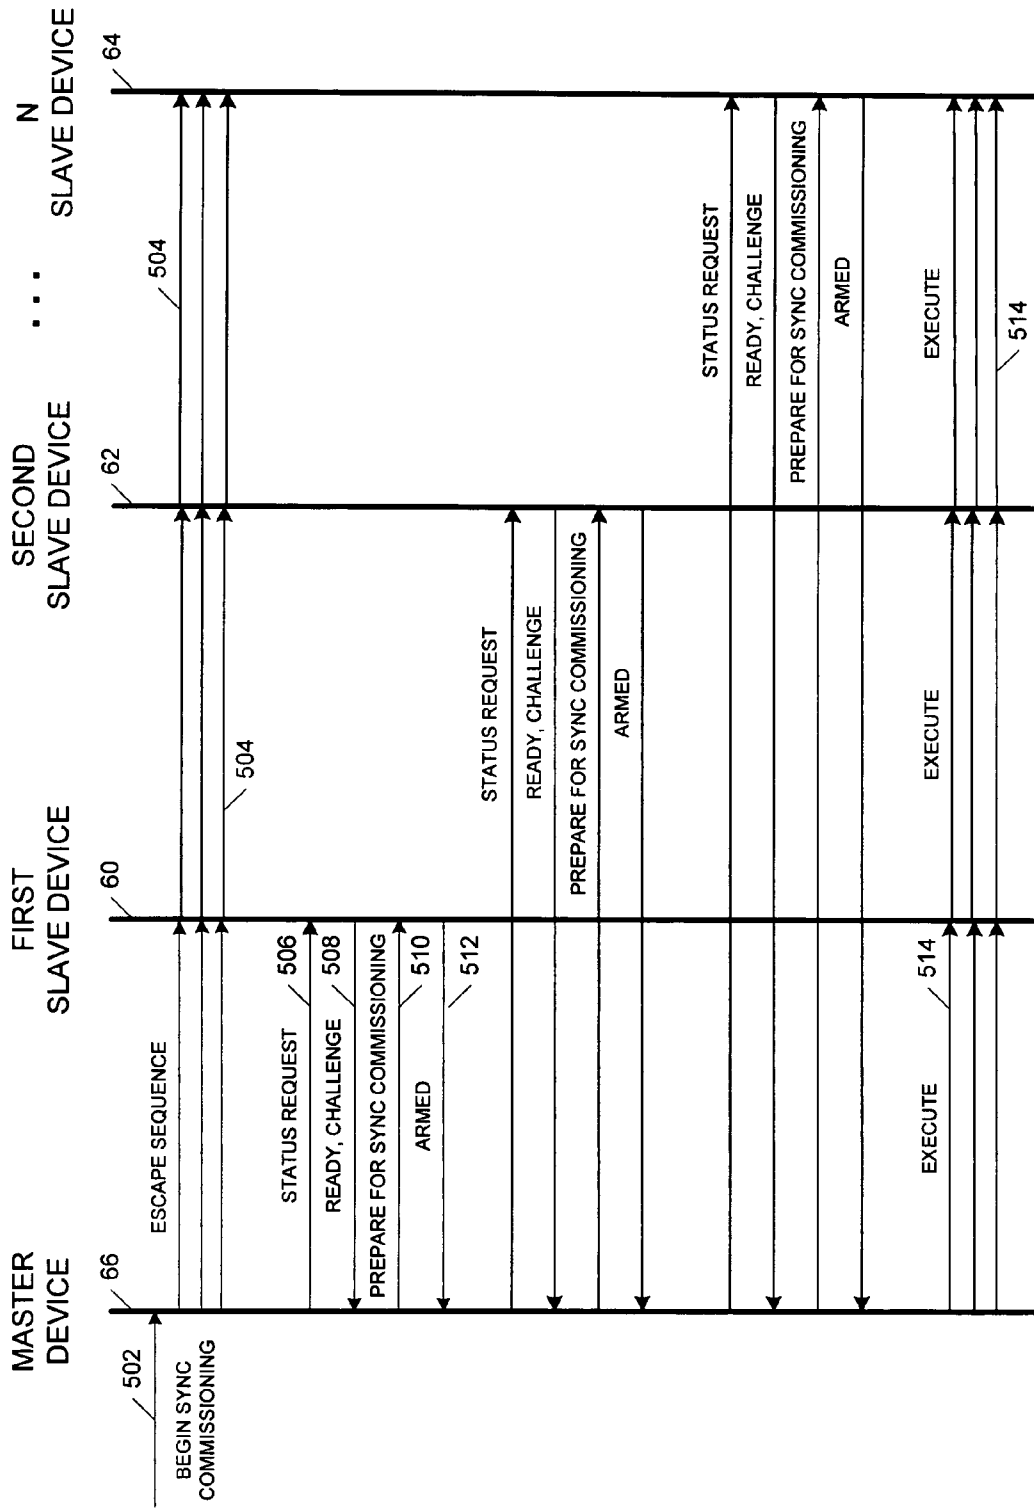 MASTER
DEVICE
FIRST
SLAVE DEVICE
SECOND
SLAVE DEVICE
. . .
N
SLAVE DEVICE
66
60
62
64
502
BEGIN SYNC
COMMISSIONING
ESCAPE SEQUENCE
504
504
STATUS REQUEST
506
READY, CHALLENGE
508
PREPARE FOR SYNC COMMISSIONING
510
ARMED
512
STATUS REQUEST
READY, CHALLENGE
PREPARE FOR SYNC COMMISSIONING
ARMED
STATUS REQUEST
READY, CHALLENGE
PREPARE FOR SYNC COMMISSIONING
ARMED
EXECUTE
514
EXECUTE
EXECUTE
514